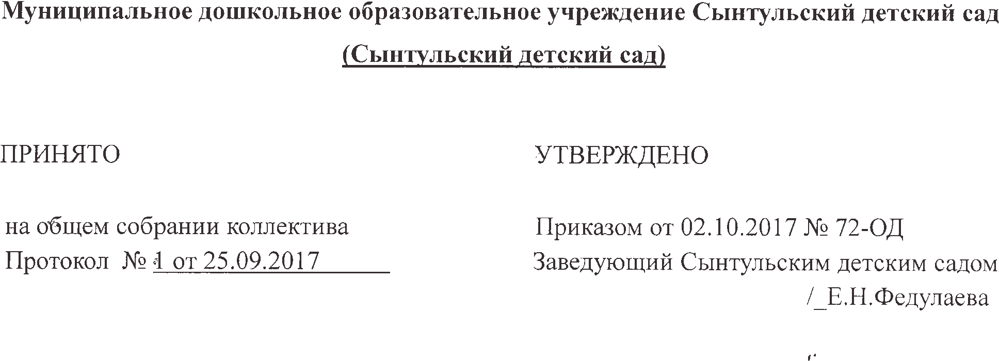 Муниципальное дошкольное образовательное учреждение Сынтульский детский сад
(Сынтульский детский сад)
ПРИНЯТО
УТВЕРЖДЕНО
на общем собрании коллектива
Приказом от 02.10.2017 № 72-ОД
Протокол № 1 от 25.09.2017
Заведующий Сынтульским детским садом
/_Е.Н.Федулаева